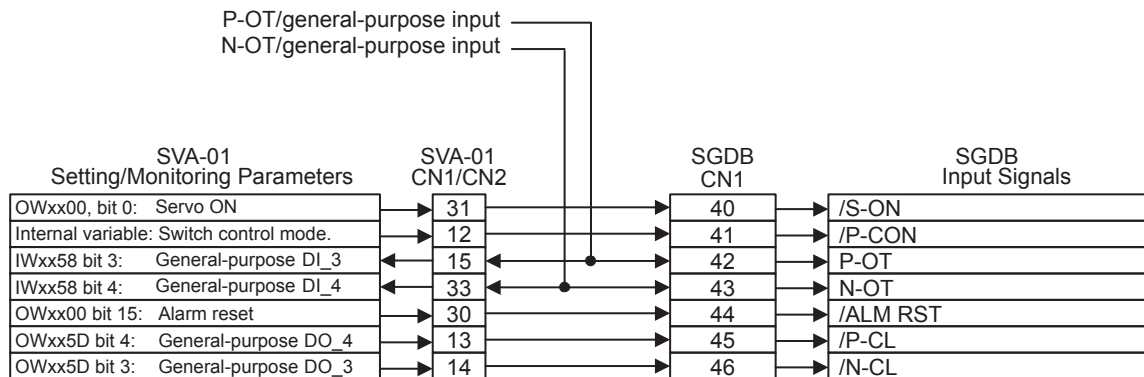 P-OT/general-purpose input
N-OT/general-purpose input
SVA-01 SVA-01 SGDB SGDB
Setting/Monitoring Parameters CN1/CN2 CN1 Input Signals
OWxx00, bit 0: Servo ON 31 40 /S-ON
Internal variable: Switch control mode. 12 41 /P-CON
IWxx58 bit 3: General-purpose DI_3 15 42 P-OT
IWxx58 bit 4: General-purpose DI_4 33 43 N-OT
OWxx00 bit 15: Alarm reset 30 44 /ALM RST
OWxx5D bit 4: General-purpose DO_4 13 45 /P-CL
OWxx5D bit 3: General-purpose DO_3 14 46 /N-CL